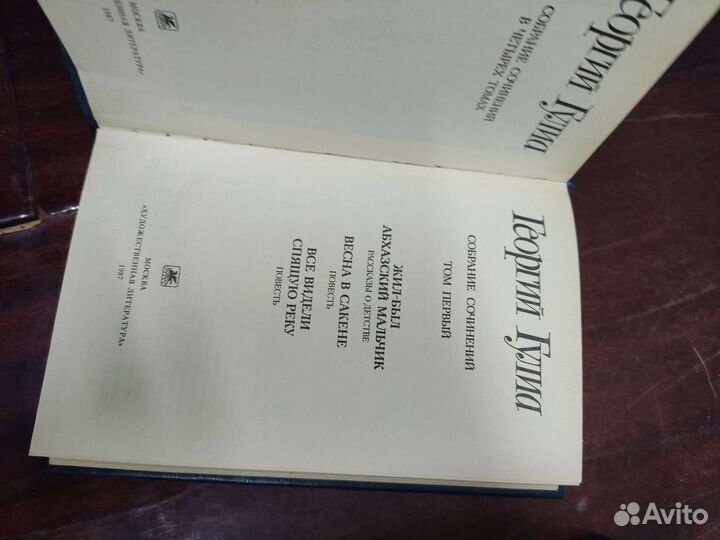 Георгий Гулиа
СОБРАНИЕ СОЧИНЕНИЙ
В ЧЕТЫРЕХ ТОМАХ
МОСКВА
ЛИТЕРАТУРА»
1987
Георгий Гулиа
СОБРАНИЕ СОЧИНЕНИЙ
ТОМ ПЕРВЫЙ
ЖИЛ-БЫЛ
АБХАЗСКИЙ МАЛЬЧИК
РАССКАЗЫ О ДЕТСТВЕ
ВЕСНА В САКЕНЕ
ПОВЕСТЬ
ВСЕ ВИДЕЛИ
СПЯЩУЮ РЕКУ
ПОВЕСТЬ
МОСКВА
«ХУДОЖЕСТВЕННАЯ ЛИТЕРАТУРА»
1987
Avito